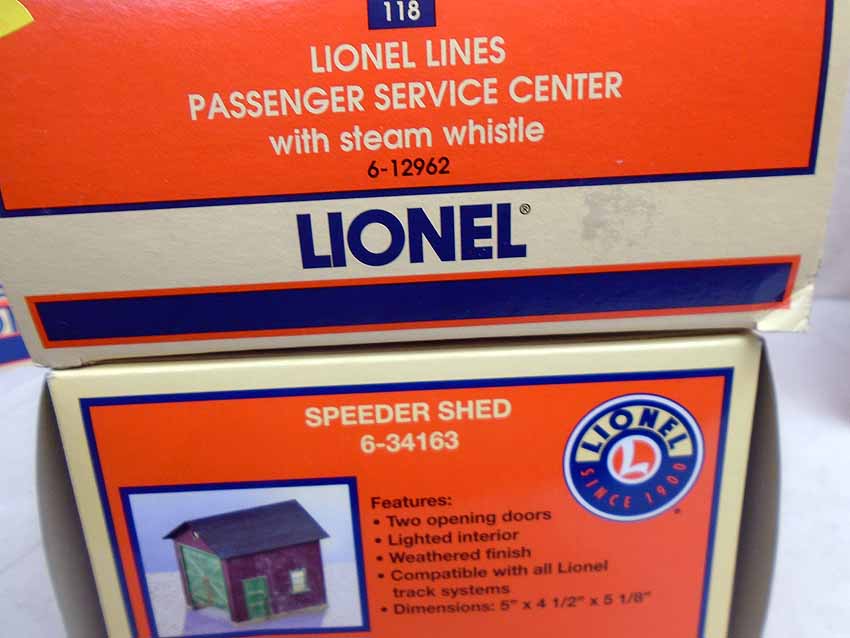 118
LIONEL LINES
PASSENGER SERVICE CENTER
with steam whistle
6-12962
LIONEL®
SPEEDER SHED
6-34163
LIONEL
L
SINCE 1900
Features:
• Two opening doors
• Lighted interior
• Weathered finish
• Compatible with all Lionel
track systems
• Dimensions: 5" x 4 1/2" x 5 1/8"